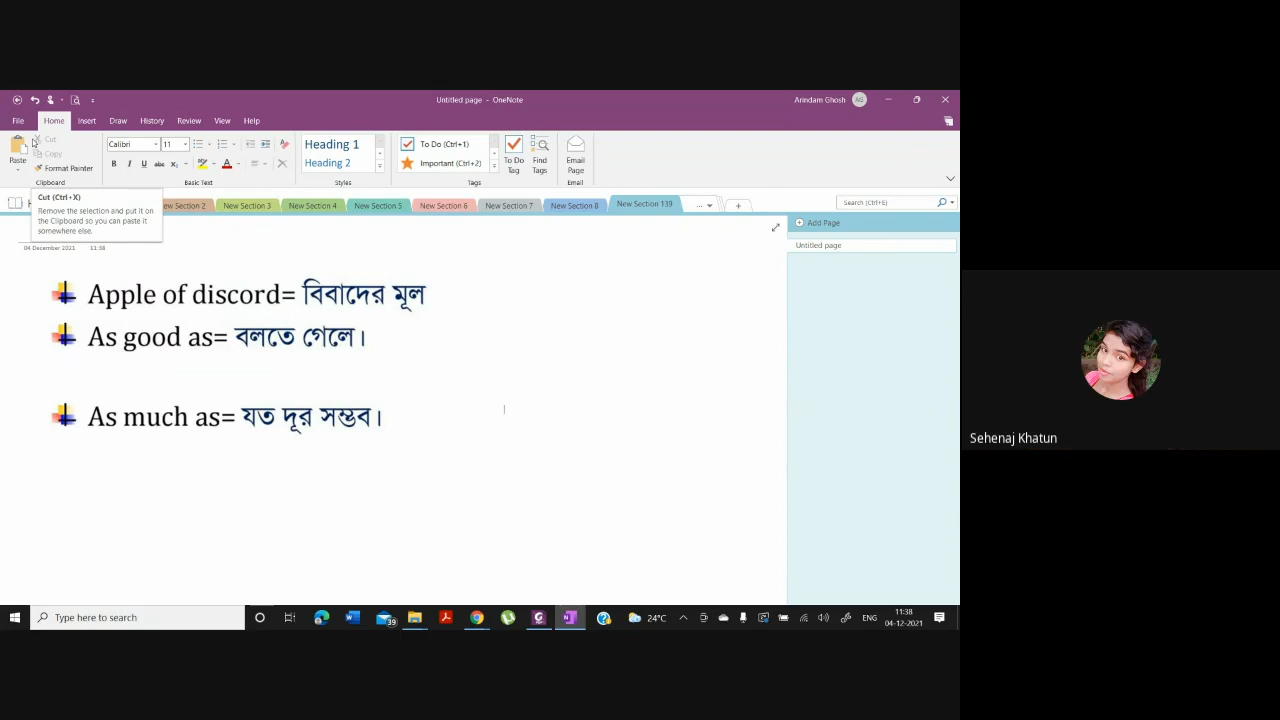 Untitled page - OneNote
Arindam Ghosh AG
File Home Insert Draw History Review View Help
Paste Cut Copy Format Painter
Clipboard
Calibri 11
B I U abc X₂ A
Basic Text
Heading 1
Heading 2
Styles
To Do (Ctrl+1)
Important (Ctrl+2)
Tags
To Do Tag
Find Tags
Email Page
Email
Cut (Ctrl+X)
Remove the selection and put it on
the Clipboard so you can paste it
somewhere else.
New Section 2 New Section 3 New Section 4 New Section 5 New Section 6 New Section 7 New Section 8 New Section 139 ...
Search (Ctrl+E)
Add Page
Untitled page
04 December 2021 11:38
Apple of discord= বিবাদের মূল
As good as= বলতে গেলে।
As much as= যত দূর সম্ভব।
Sehenaj Khatun
Type here to search
39
24°C
ENG
11:38
04-12-2021